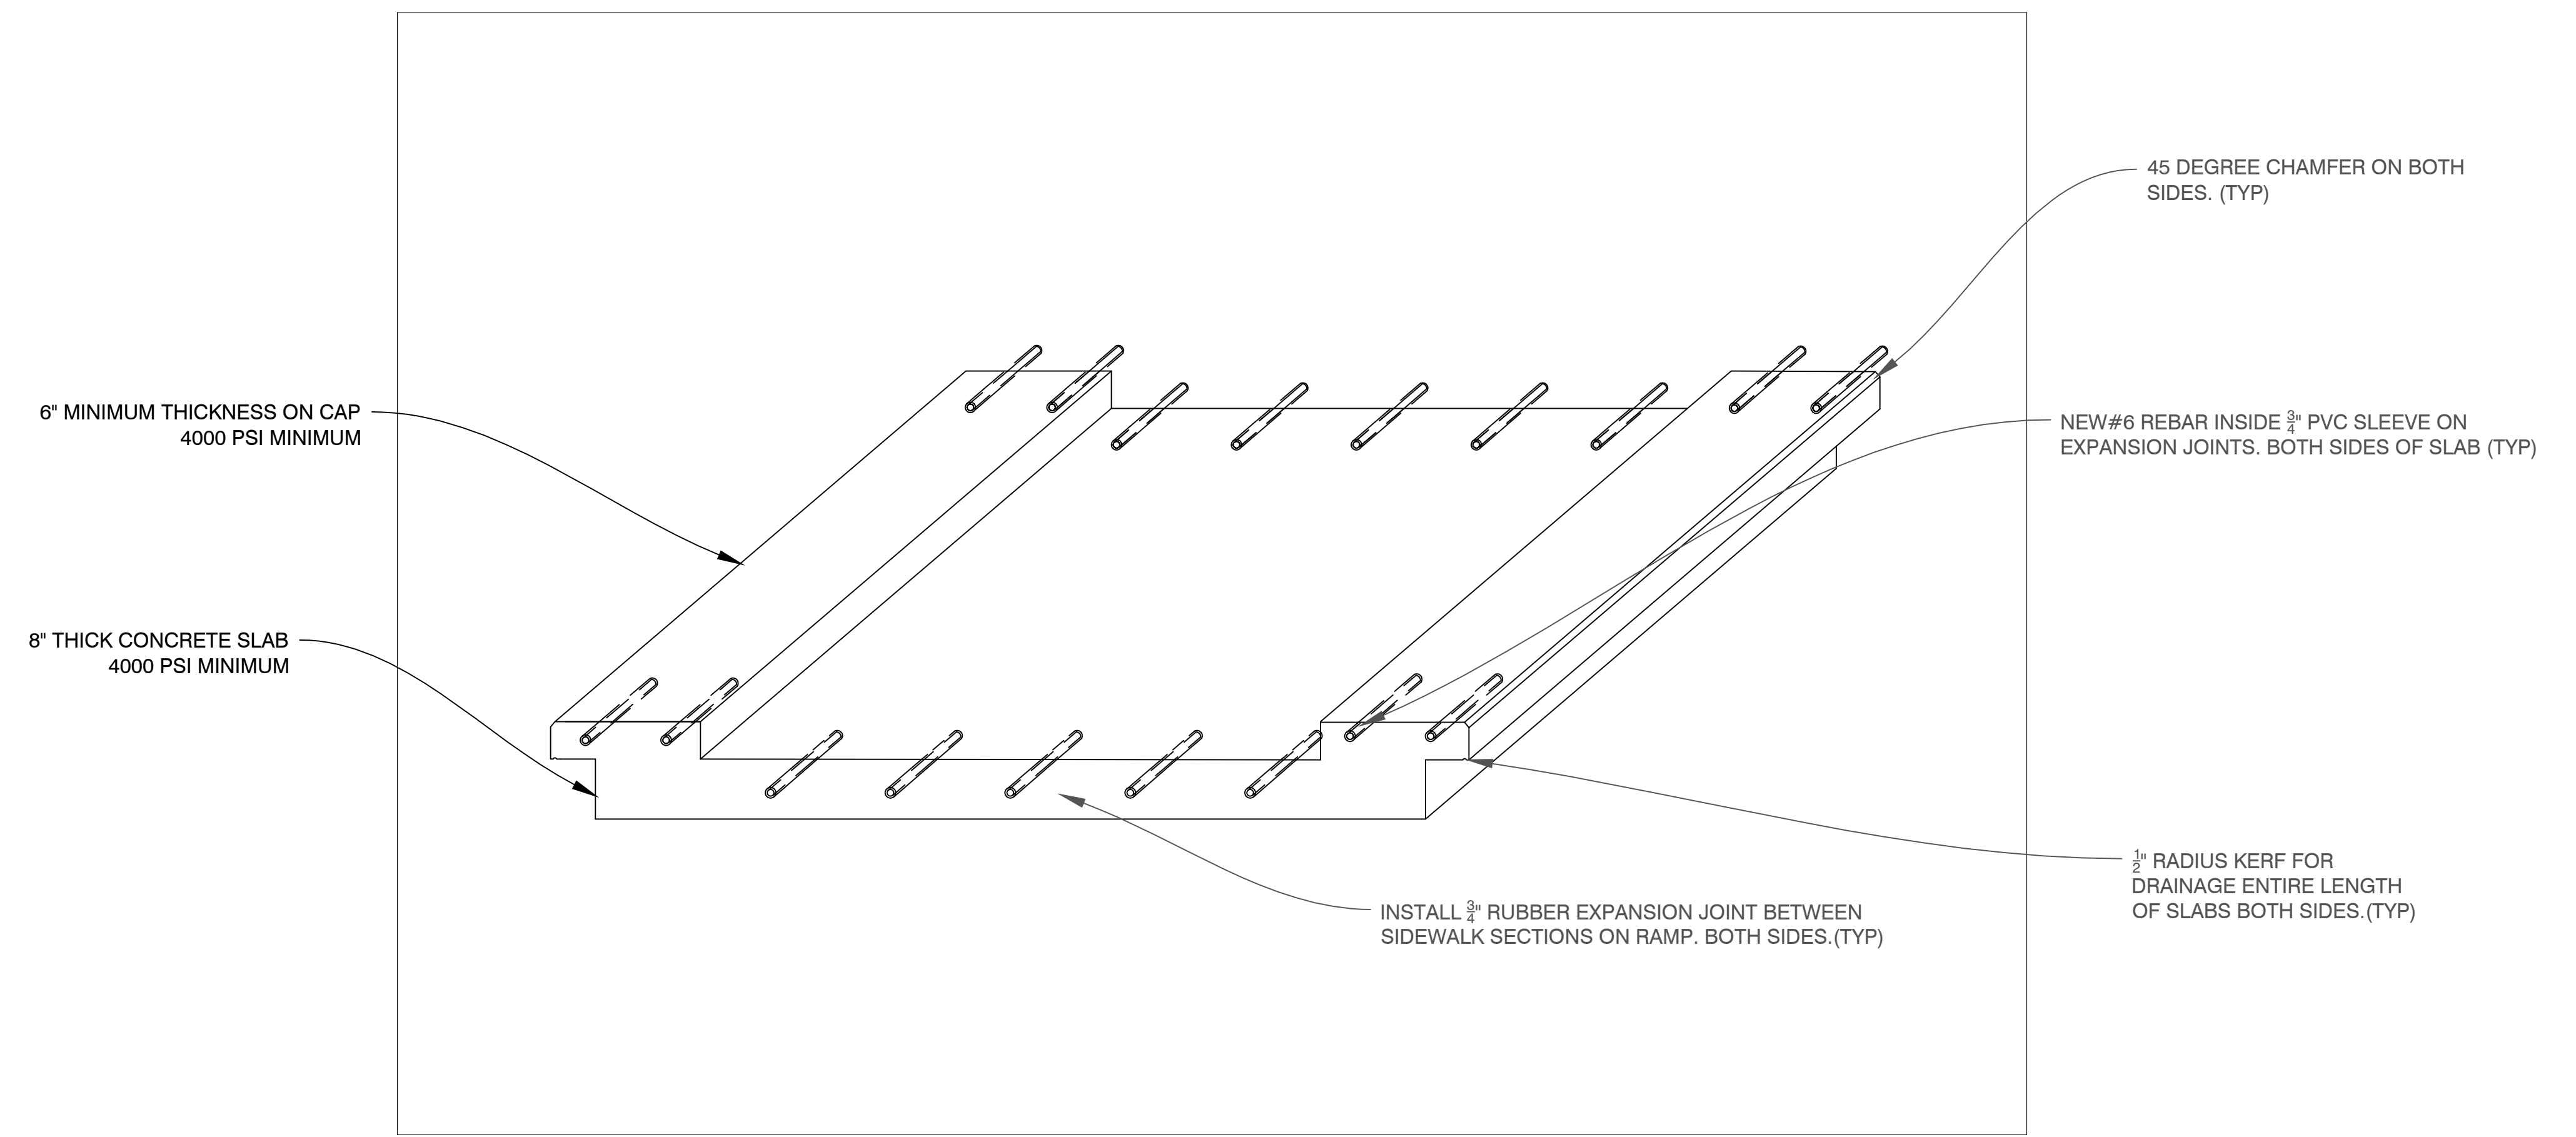 45 DEGREE CHAMFER ON BOTH
SIDES. (TYP)
6" MINIMUM THICKNESS ON CAP
4000 PSI MINIMUM
NEW#6 REBAR INSIDE 3/4" PVC SLEEVE ON
EXPANSION JOINTS. BOTH SIDES OF SLAB (TYP)
8" THICK CONCRETE SLAB
4000 PSI MINIMUM
1/2" RADIUS KERF FOR
DRAINAGE ENTIRE LENGTH
OF SLABS BOTH SIDES.(TYP)
INSTALL 3/4" RUBBER EXPANSION JOINT BETWEEN
SIDEWALK SECTIONS ON RAMP. BOTH SIDES.(TYP)